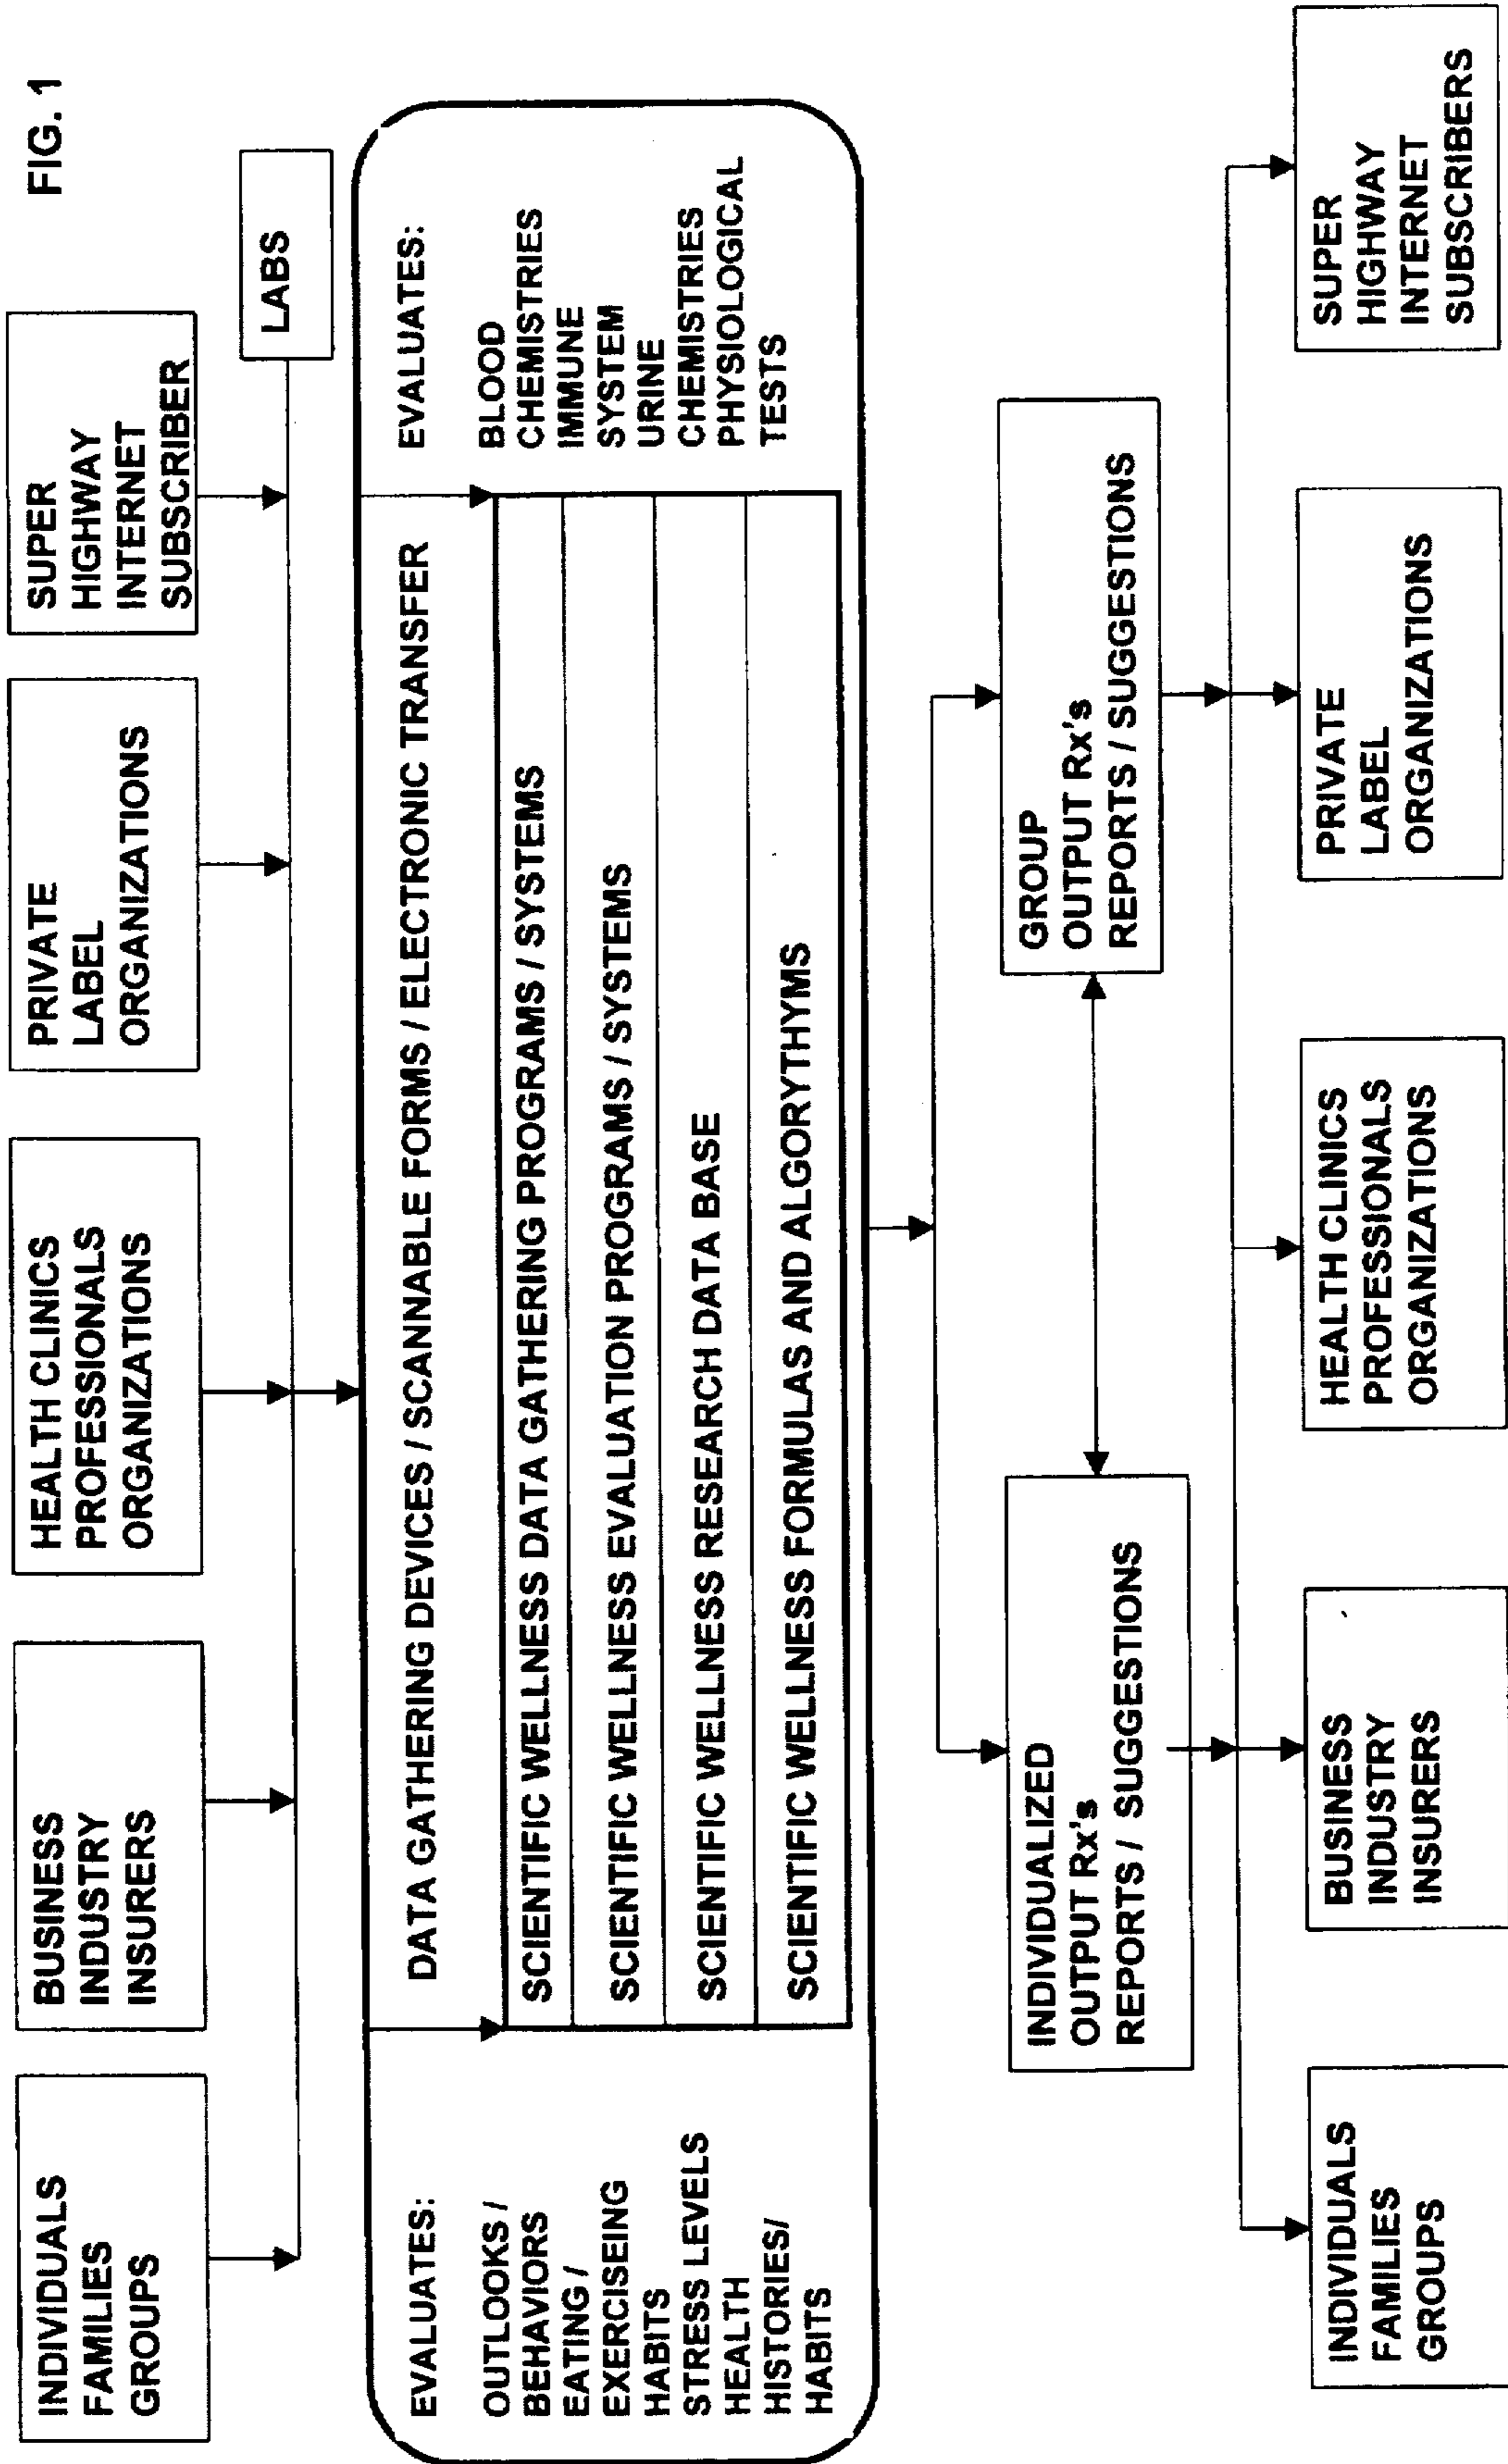 FIG. 1
INDIVIDUALS
FAMILIES
GROUPS
BUSINESS
INDUSTRY
INSURERS
HEALTH CLINICS
PROFESSIONALS
ORGANIZATIONS
PRIVATE
LABEL
ORGANIZATIONS
SUPER
HIGHWAY
INTERNET
SUBSCRIBER
LABS
EVALUATES:
OUTLOOKS /
BEHAVIORS
EATING /
EXERCISEING
HABITS
STRESS LEVELS
HEALTH
HISTORIES/
HABITS
DATA GATHERING DEVICES / SCANNABLE FORMS / ELECTRONIC TRANSFER
SCIENTIFIC WELLNESS DATA GATHERING PROGRAMS / SYSTEMS
SCIENTIFIC WELLNESS EVALUATION PROGRAMS / SYSTEMS
SCIENTIFIC WELLNESS RESEARCH DATA BASE
SCIENTIFIC WELLNESS FORMULAS AND ALGORYTHYMS
EVALUATES:
BLOOD
CHEMISTRIES
IMMUNE
SYSTEM
URINE
CHEMISTRIES
PHYSIOLOGICAL
TESTS
INDIVIDUALIZED
OUTPUT Rx's
REPORTS / SUGGESTIONS
GROUP
OUTPUT Rx's
REPORTS / SUGGESTIONS
INDIVIDUALS
FAMILIES
GROUPS
BUSINESS
INDUSTRY
INSURERS
HEALTH CLINICS
PROFESSIONALS
ORGANIZATIONS
PRIVATE
LABEL
ORGANIZATIONS
SUPER
HIGHWAY
INTERNET
SUBSCRIBERS